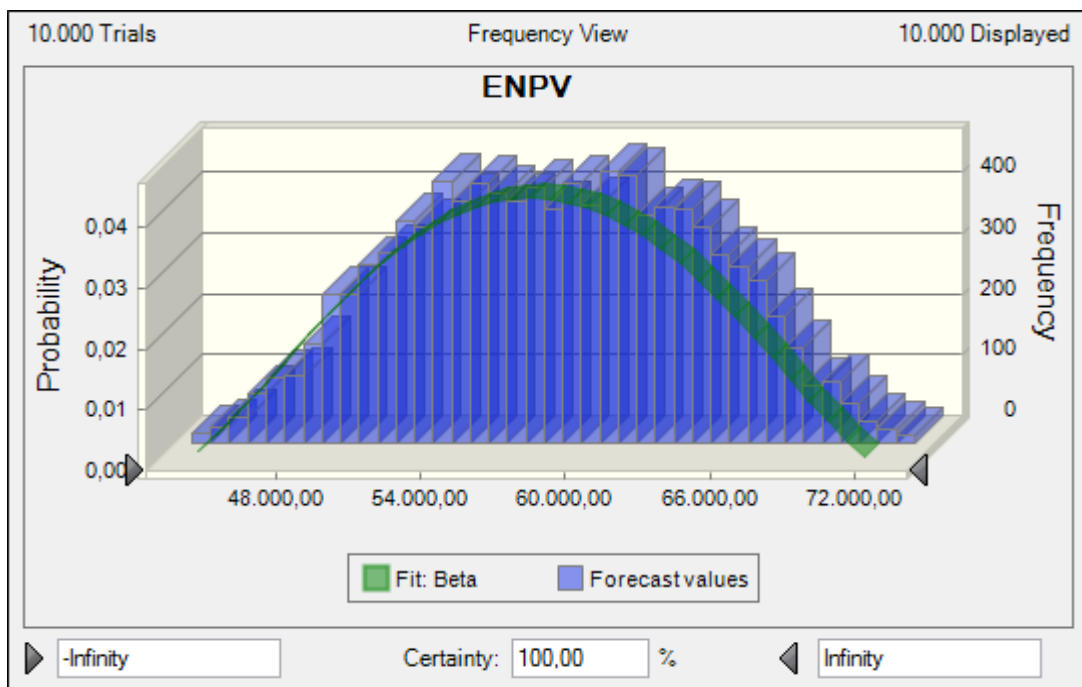 10.000 Trials Frequency View 10.000 Displayed
ENPV
Probability
0,04
0,03
0,02
0,01
0,00
400
300
200
100
0
Frequency
48.000,00 54.000,00 60.000,00 66.000,00 72.000,00
Fit: Beta Forecast values
-Infinity Certainty: 100,00 % Infinity